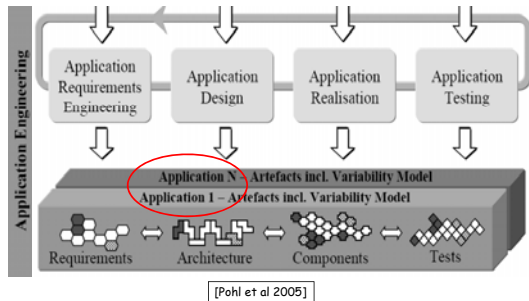 Application Engineering
Application
Requirements
Engineering
Application
Design
Application
Realisation
Application
Testing
Application N – Artefacts incl. Variability Model
Application 1 – Artefacts incl. Variability Model
Requirements
Architecture
Components
Tests
[Pohl et al 2005]